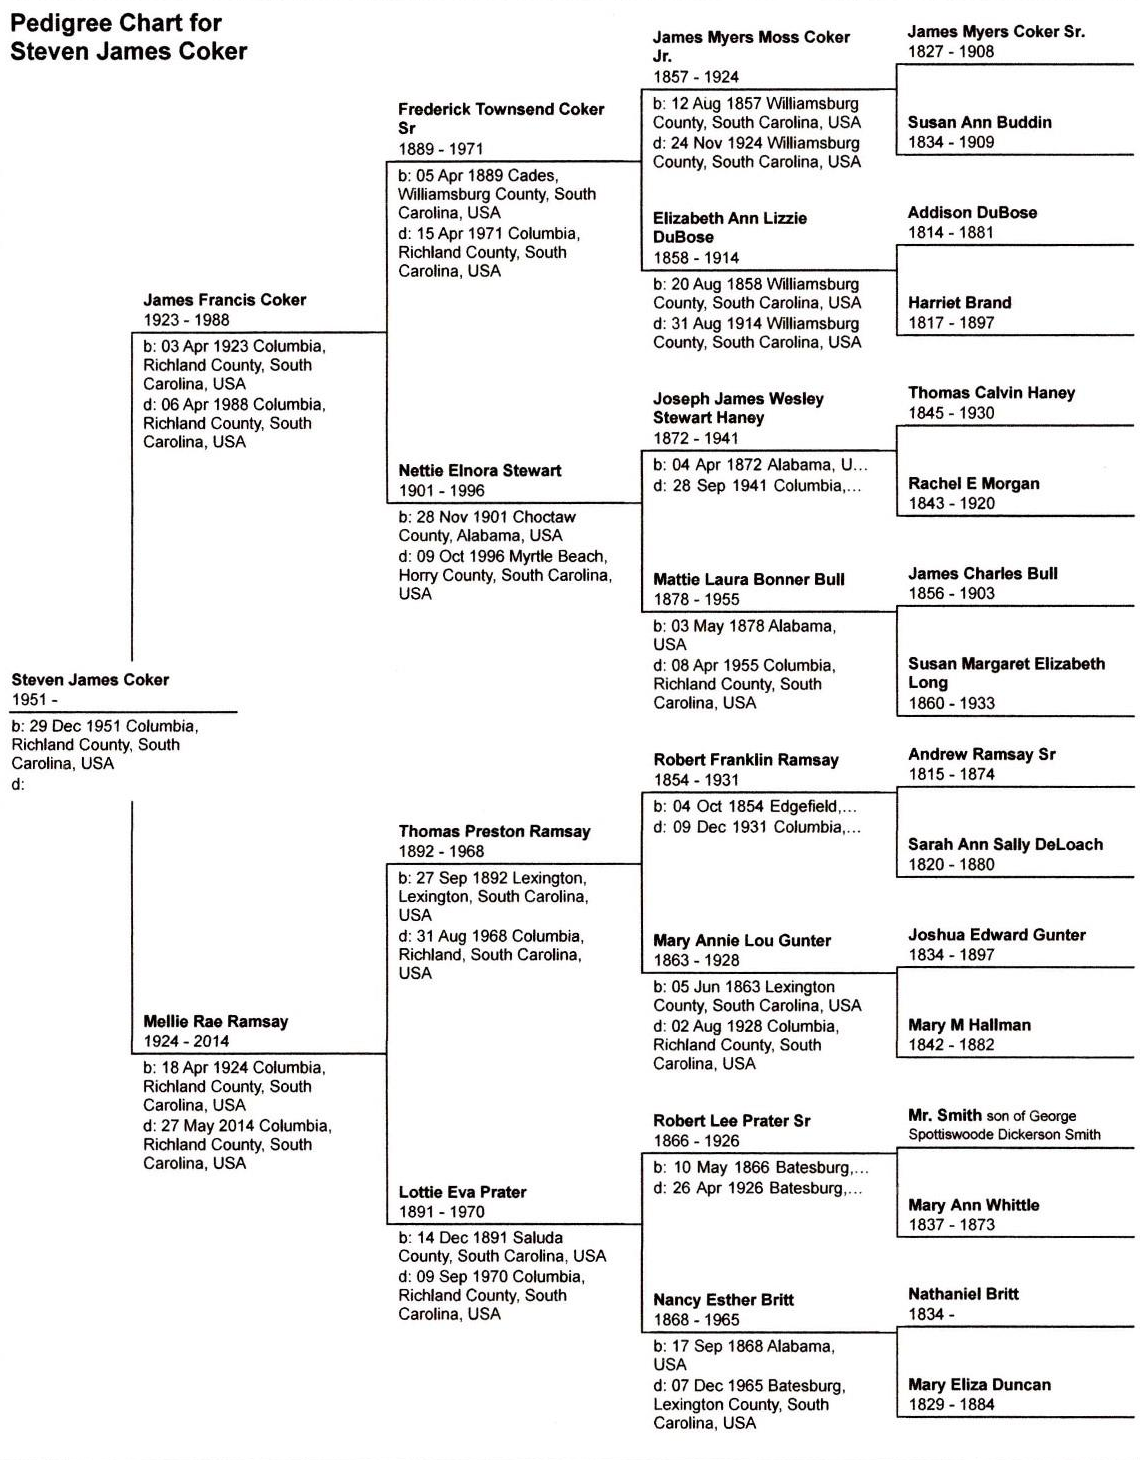 Pedigree Chart for
Steven James Coker
Steven James Coker
1951 -
b: 29 Dec 1951 Columbia,
Richland County, South
Carolina, USA
d:
James Francis Coker
1923 - 1988
b: 03 Apr 1923 Columbia,
Richland County, South
Carolina, USA
d: 06 Apr 1988 Columbia,
Richland County, South
Carolina, USA
Mellie Rae Ramsay
1924 - 2014
b: 18 Apr 1924 Columbia,
Richland County, South
Carolina, USA
d: 27 May 2014 Columbia,
Richland County, South
Carolina, USA
Frederick Townsend Coker
Sr
1889 - 1971
b: 05 Apr 1889 Cades,
Williamsburg County, South
Carolina, USA
d: 15 Apr 1971 Columbia,
Richland County, South
Carolina, USA
Nettie Elnora Stewart
1901 - 1996
b: 28 Nov 1901 Choctaw
County, Alabama, USA
d: 09 Oct 1996 Myrtle Beach,
Horry County, South Carolina,
USA
Thomas Preston Ramsay
1892 - 1968
b: 27 Sep 1892 Lexington,
Lexington, South Carolina,
USA
d: 31 Aug 1968 Columbia,
Richland, South Carolina,
USA
Lottie Eva Prater
1891 - 1970
b: 14 Dec 1891 Saluda
County, South Carolina, USA
d: 09 Sep 1970 Columbia,
Richland County, South
Carolina, USA
James Myers Moss Coker
Jr.
1857 - 1924
b: 12 Aug 1857 Williamsburg
County, South Carolina, USA
d: 24 Nov 1924 Williamsburg
County, South Carolina, USA
Elizabeth Ann Lizzie
DuBose
1858 - 1914
b: 20 Aug 1858 Williamsburg
County, South Carolina, USA
d: 31 Aug 1914 Williamsburg
County, South Carolina, USA
Joseph James Wesley
Stewart Haney
1872 - 1941
b: 04 Apr 1872 Alabama, U...
d: 28 Sep 1941 Columbia,...
Mattie Laura Bonner Bull
1878 - 1955
b: 03 May 1878 Alabama,
USA
d: 08 Apr 1955 Columbia,
Richland County, South
Carolina, USA
Robert Franklin Ramsay
1854 - 1931
b: 04 Oct 1854 Edgefield,...
d: 09 Dec 1931 Columbia,...
Mary Annie Lou Gunter
1863 - 1928
b: 05 Jun 1863 Lexington
County, South Carolina, USA
d: 02 Aug 1928 Columbia,
Richland County, South
Carolina, USA
Robert Lee Prater Sr
1866 - 1926
b: 10 May 1866 Batesburg,...
d: 26 Apr 1926 Batesburg,...
Nancy Esther Britt
1868 - 1965
b: 17 Sep 1868 Alabama,
USA
d: 07 Dec 1965 Batesburg,
Lexington County, South
Carolina, USA
James Myers Coker Sr.
1827 - 1908
Susan Ann Buddin
1834 - 1909
Addison DuBose
1814 - 1881
Harriet Brand
1817 - 1897
Thomas Calvin Haney
1845 - 1930
Rachel E Morgan
1843 - 1920
James Charles Bull
1856 - 1903
Susan Margaret Elizabeth
Long
1860 - 1933
Andrew Ramsay Sr
1815 - 1874
Sarah Ann Sally DeLoach
1820 - 1880
Joshua Edward Gunter
1834 - 1897
Mary M Hallman
1842 - 1882
Mr. Smith son of George
Spottiswoode Dickerson Smith
Mary Ann Whittle
1837 - 1873
Nathaniel Britt
1834 -
Mary Eliza Duncan
1829 - 1884